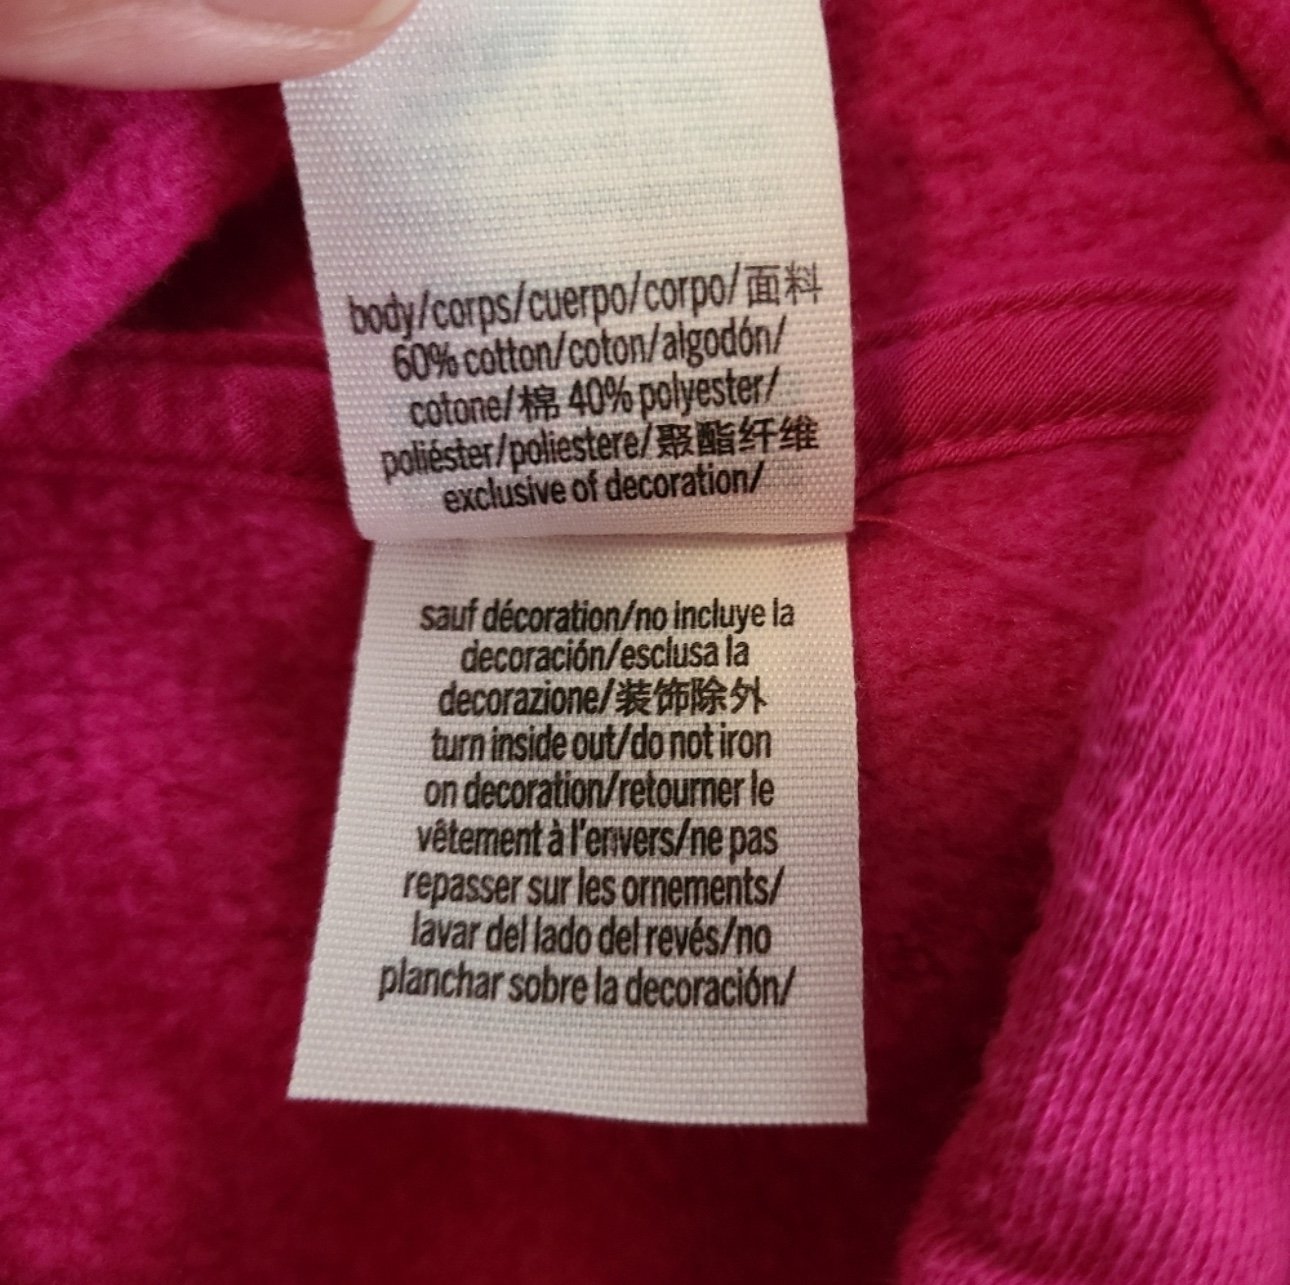 body/corps/cuerpo/corpo/面料
60% cotton/coton/algodón/
cotone/棉 40% polyester/
poliéster/poliestere/聚酯纤维
exclusive of decoration/
sauf décoration/no incluye la
decoración/esclusa la
decorazione/装饰除外
turn inside out/do not iron
on decoration/retourner le
vêtement à l'envers/ne pas
repasser sur les ornements/
lavar del lado del revés/no
planchar sobre la decoración/